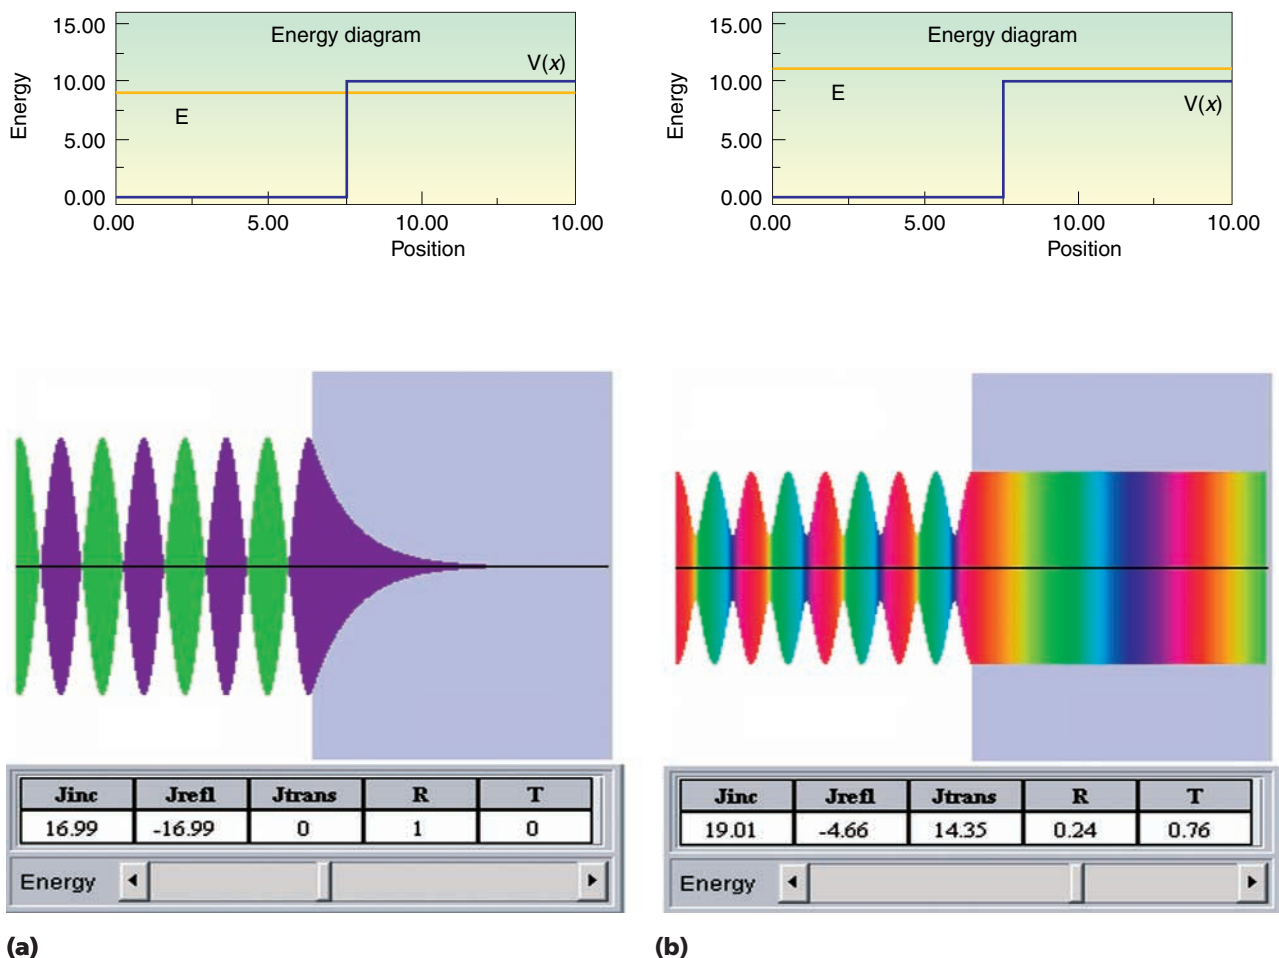 Energy diagram
V(x)
E
Energy
15.00
10.00
5.00
0.00
0.00 5.00 10.00 10.00
Position
Energy diagram
E
V(x)
Energy
15.00
10.00
5.00
0.00
0.00 5.00 10.00 10.00
Position
Jinc Jrefl Jtrans R T
16.99 -16.99 0 1 0
Energy
Jinc Jrefl Jtrans R T
19.01 -4.66 14.35 0.24 0.76
Energy
(a)
(b)